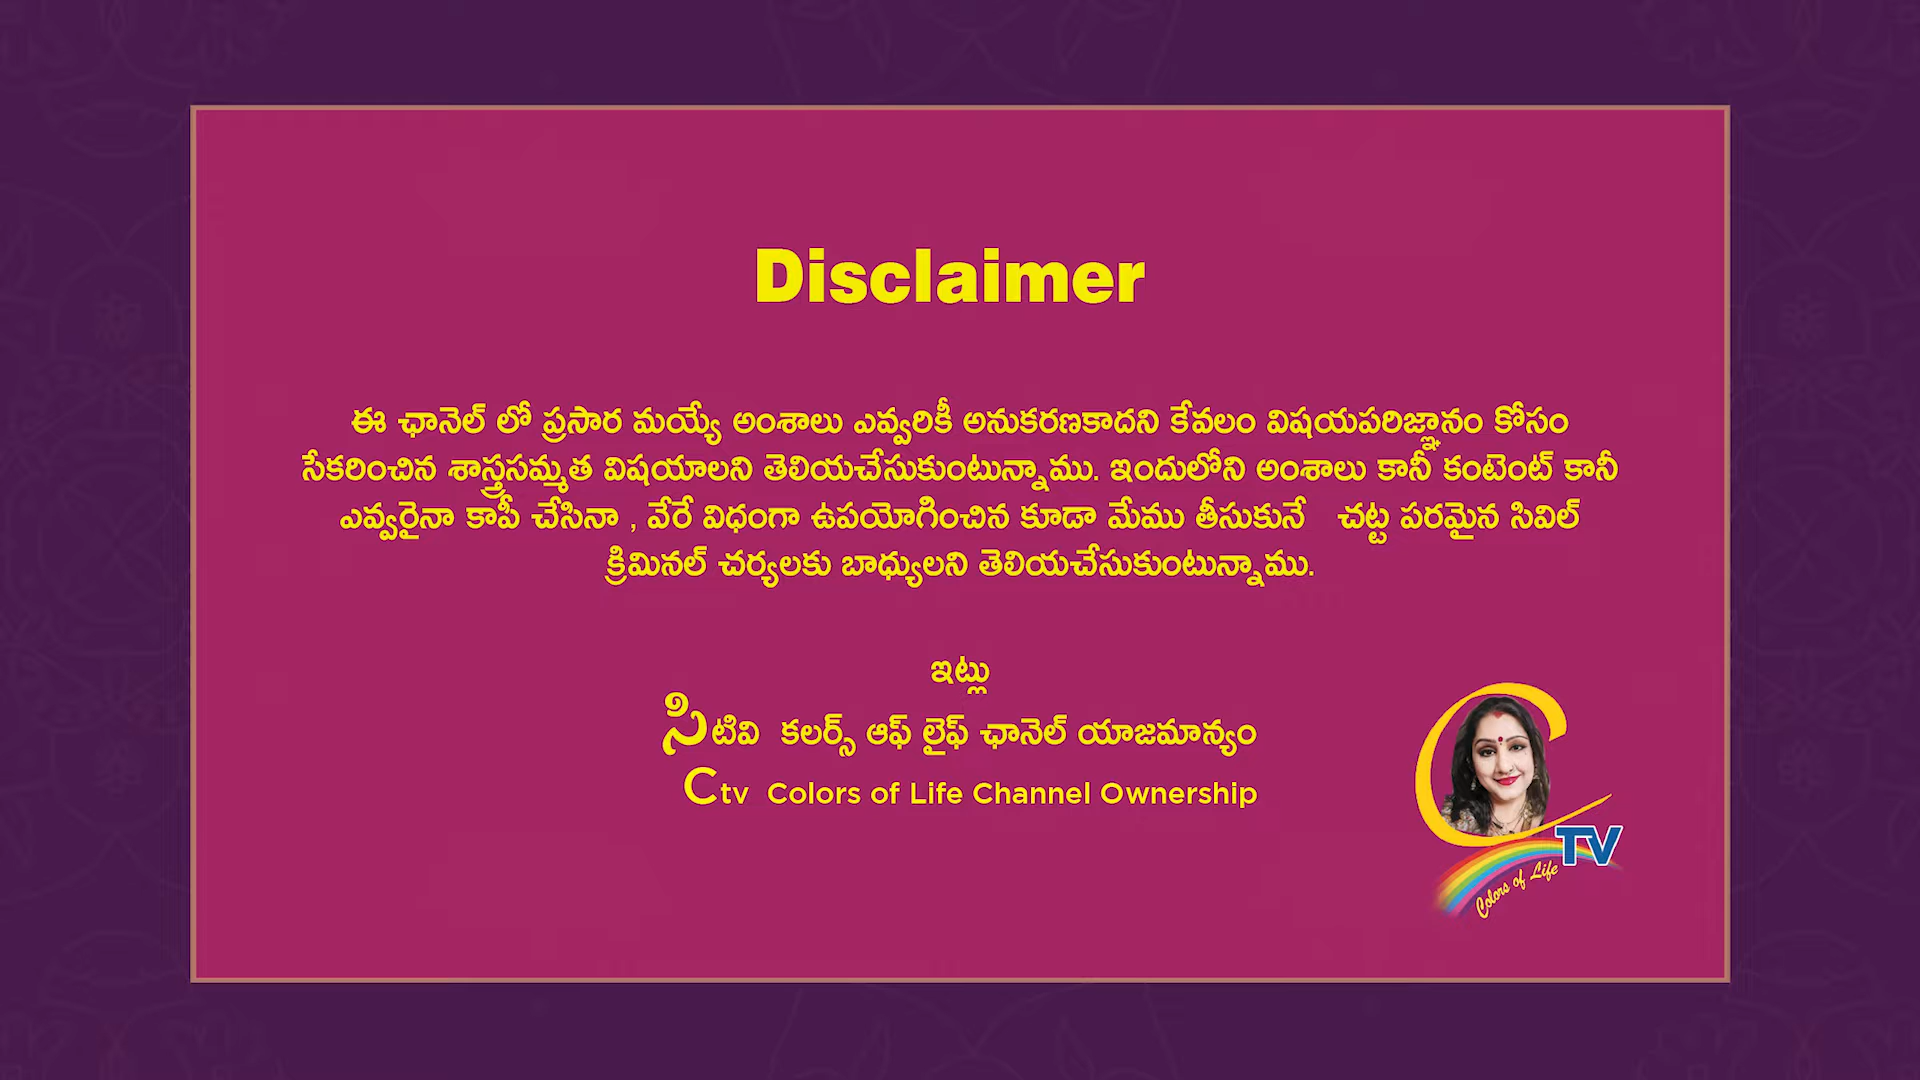 Disclaimer
ఈ ఛానెల్ లో ప్రసార మయ్యే అంశాలు ఎవ్వరికీ అనుకరణకాదని కేవలం విషయపరిజ్ఞానం కోసం
సేకరించిన శాస్త్రసమ్మత విషయాలని తెలియచేసుకుంటున్నాము. ఇందులోని అంశాలు కానీ కంటెంట్ కానీ
ఎవ్వరైనా కాపీ చేసినా , వేరే విధంగా ఉపయోగించిన కూడా మేము తీసుకునే చట్ట పరమైన సివిల్
క్రిమినల్ చర్యలకు బాధ్యులని తెలియచేసుకుంటున్నాము.
ఇట్లు
సిటివి కలర్స్ ఆఫ్ లైఫ్ ఛానెల్ యాజమాన్యం
Ctv Colors of Life Channel Ownership
C TV
Colors of Life